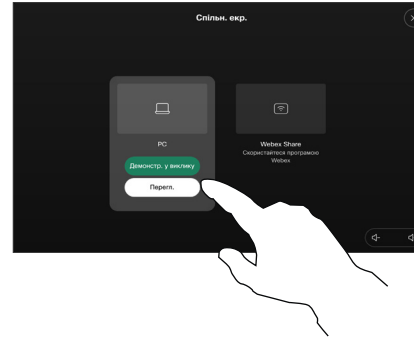 Спільн. екр.
PC
Демонстр. у виклику
Перегл.
Webex Share
Скористайтеся програмою
Webex